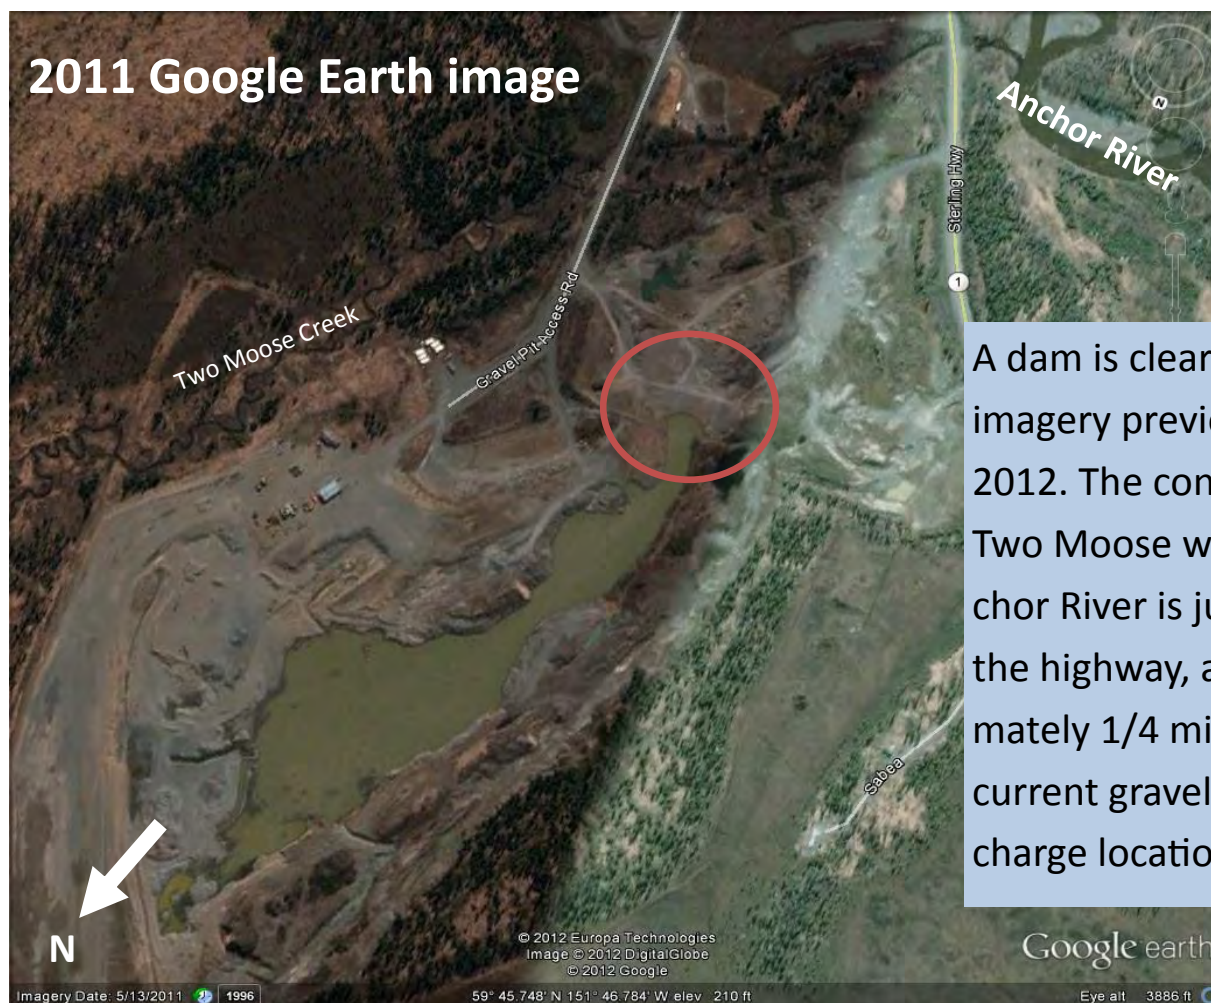 2011 Google Earth image
Anchor River
N
Sterling Hwy
1
Gravel Pit Access Rd
Two Moose Creek
A dam is clear
imagery previ
2012. The con
Two Moose w
chor River is ju
the highway, a
mately 1/4 mi
current gravel
charge locatio
Sabea
N
© 2012 Europa Technologies
Image © 2012 DigitalGlobe
© 2012 Google
Google earth
Imagery Date: 5/13/2011
1996
59° 45.748' N 151° 46.784' W elev 210 ft
Eye alt 3886 ft